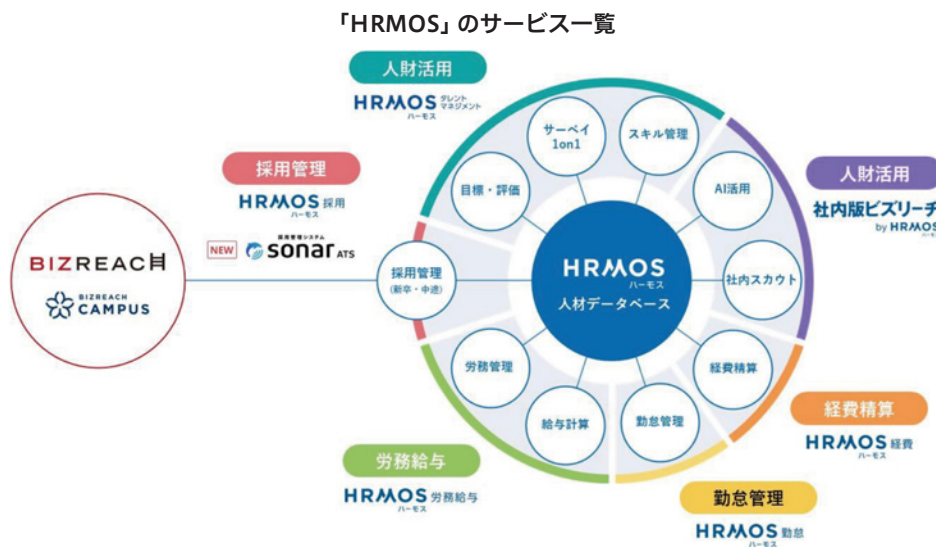 「HRMOS」のサービス一覧
人財活用
HRMOS タレント
マネジメント
ハーモス
サーベイ
1on1
スキル管理
目標・評価
AI活用
人財活用
社内版ビズリーチ
by HRMOS
ハーモス
採用管理
HRMOS 採用
ハーモス
NEW
採用管理システム
sonar ATS
BIZREACH
BIZREACH
CAMPUS
採用管理
(新卒・中途)
HRMOS
ハーモス
人材データベース
社内スカウト
労務管理
経費精算
給与計算
勤怠管理
経費精算
HRMOS 経費
ハーモス
労務給与
HRMOS 労務給与
ハーモス
勤怠管理
HRMOS 勤怠
ハーモス